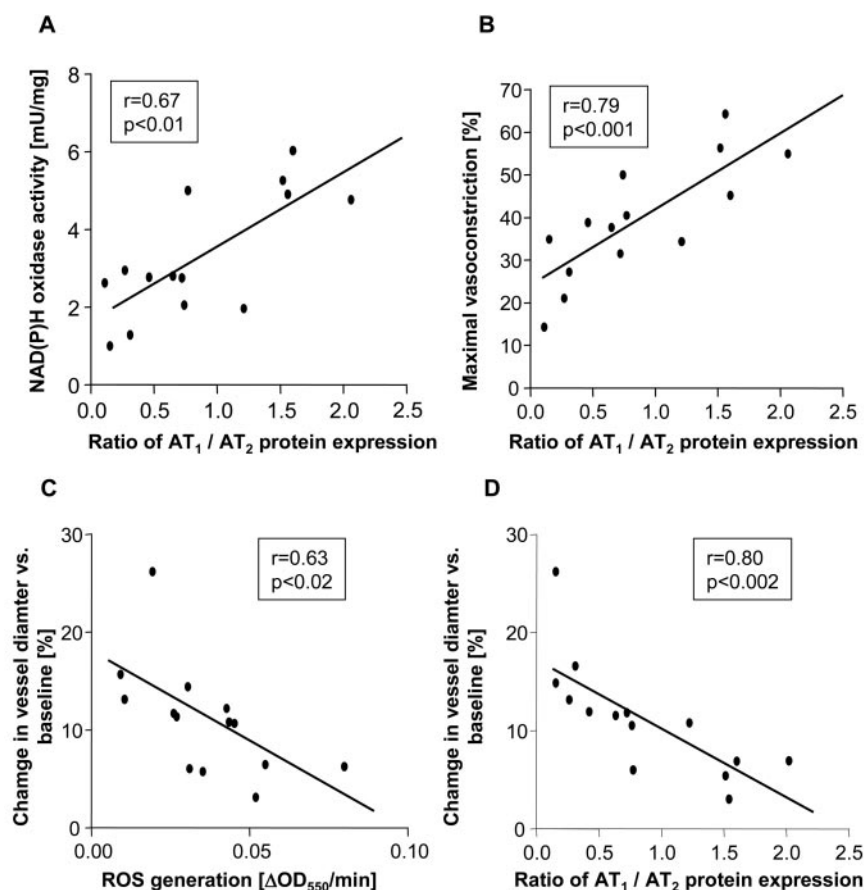 A
NAD(P)H oxidase activity [mU/mg]
8
6
4
2
0
r=0.67
p<0.01
0.0 0.5 1.0 1.5 2.0 2.5
Ratio of AT₁ / AT₂ protein expression
B
Maximal vasoconstriction [%]
70
60
50
40
30
20
10
0
r=0.79
p<0.001
0.0 0.5 1.0 1.5 2.0 2.5
Ratio of AT₁ / AT₂ protein expression
C
Chamge in vessel diamter vs.
baseline [%]
30
20
10
0
r=0.63
p<0.02
0.00 0.05 0.10
ROS generation [ΔOD₅₅₀/min]
D
Chamge in vessel diamter vs.
baseline [%]
30
20
10
0
r=0.80
p<0.002
0.0 0.5 1.0 1.5 2.0 2.5
Ratio of AT₁ / AT₂ protein expression